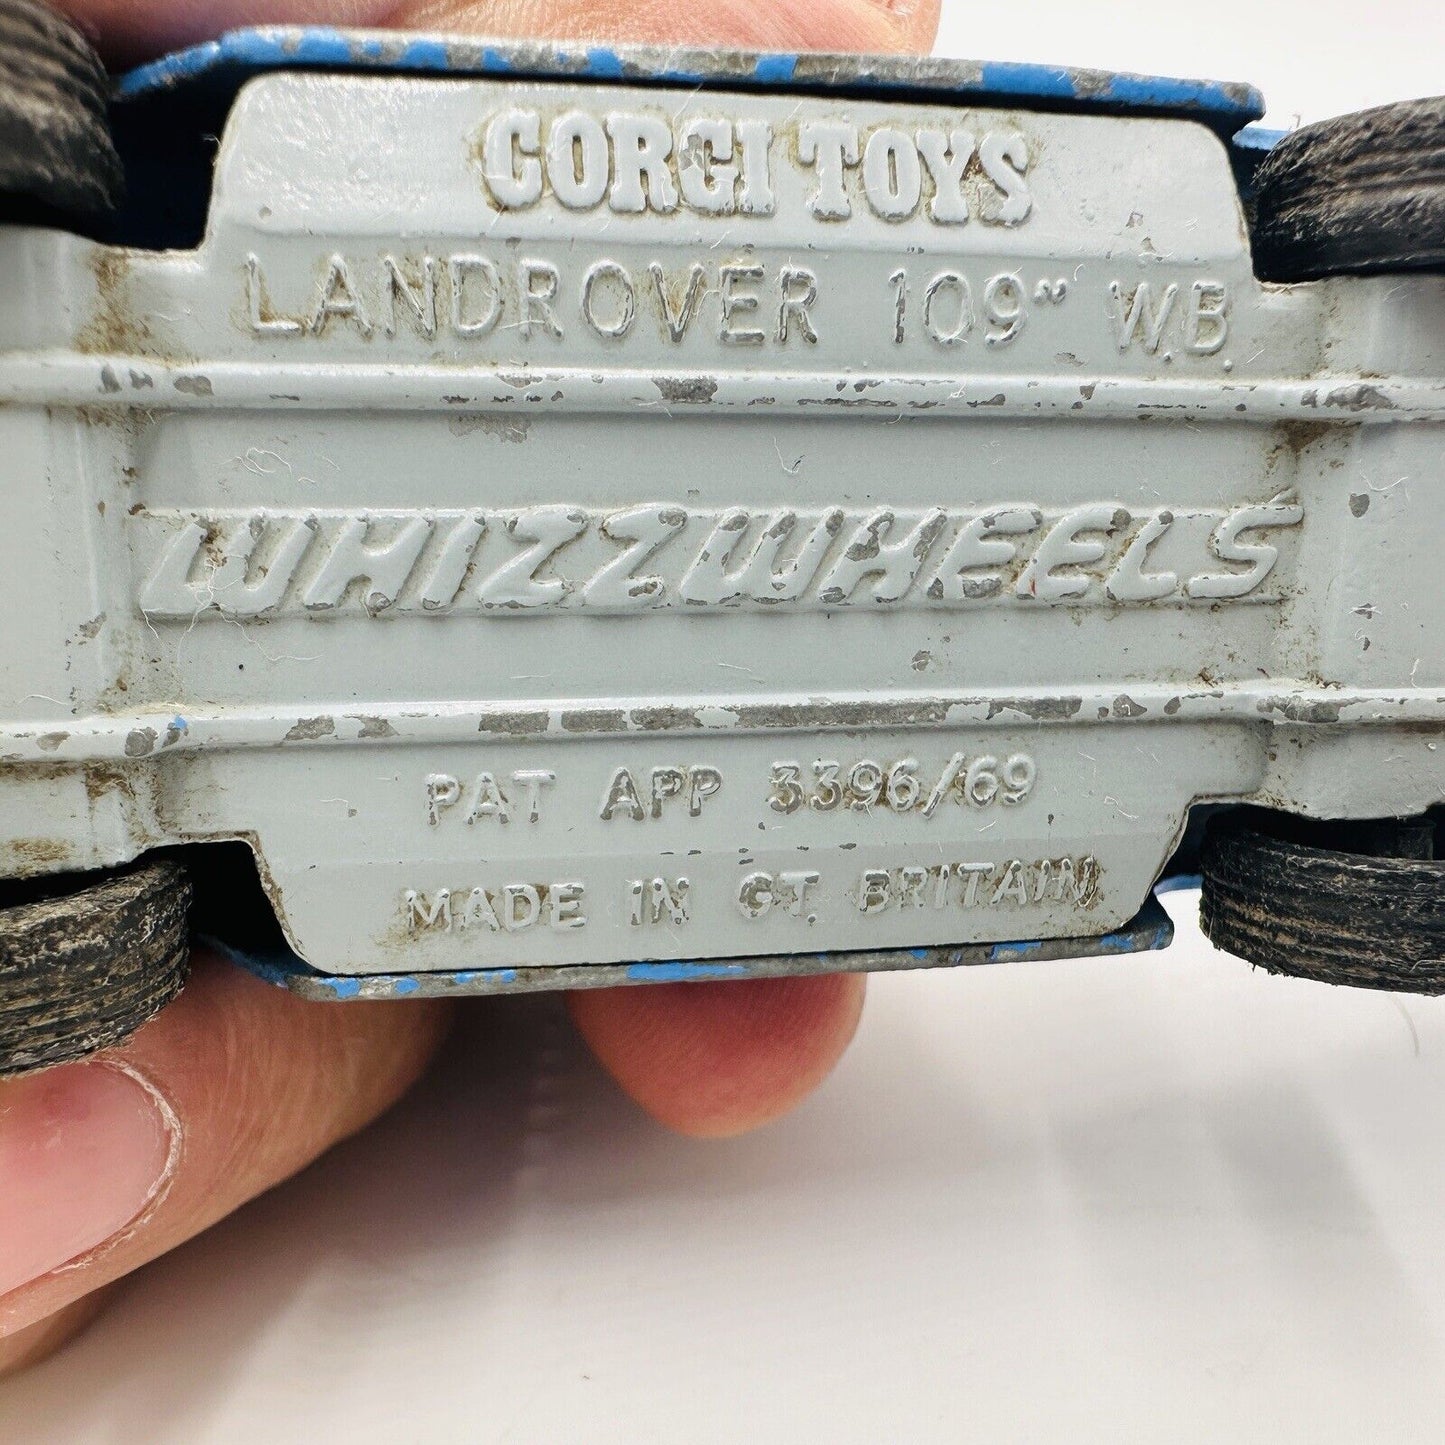 CORGI TOYS
LANDROVER 109" W.B.
WHIZZWHEELS
PAT APP 3396/69
MADE IN GT. BRITAIN